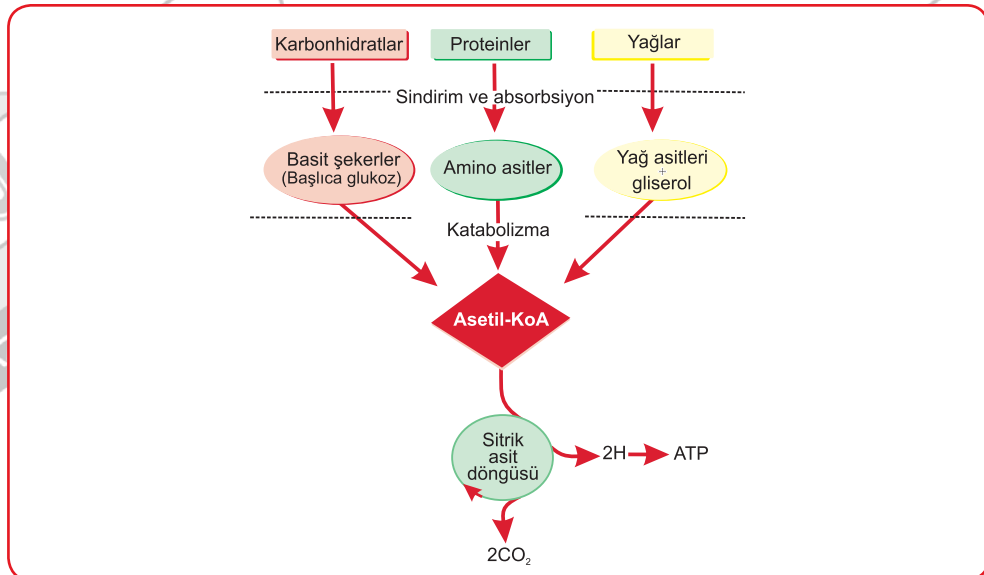 Karbonhidratlar
Proteinler
Yağlar
Sindirim ve absorbsiyon
Basit şekerler
(Başlıca glukoz)
Amino asitler
Yağ asitleri
+
gliserol
Katabolizma
Asetil-KoA
Sitrik
asit
döngüsü
2H
ATP
2CO₂